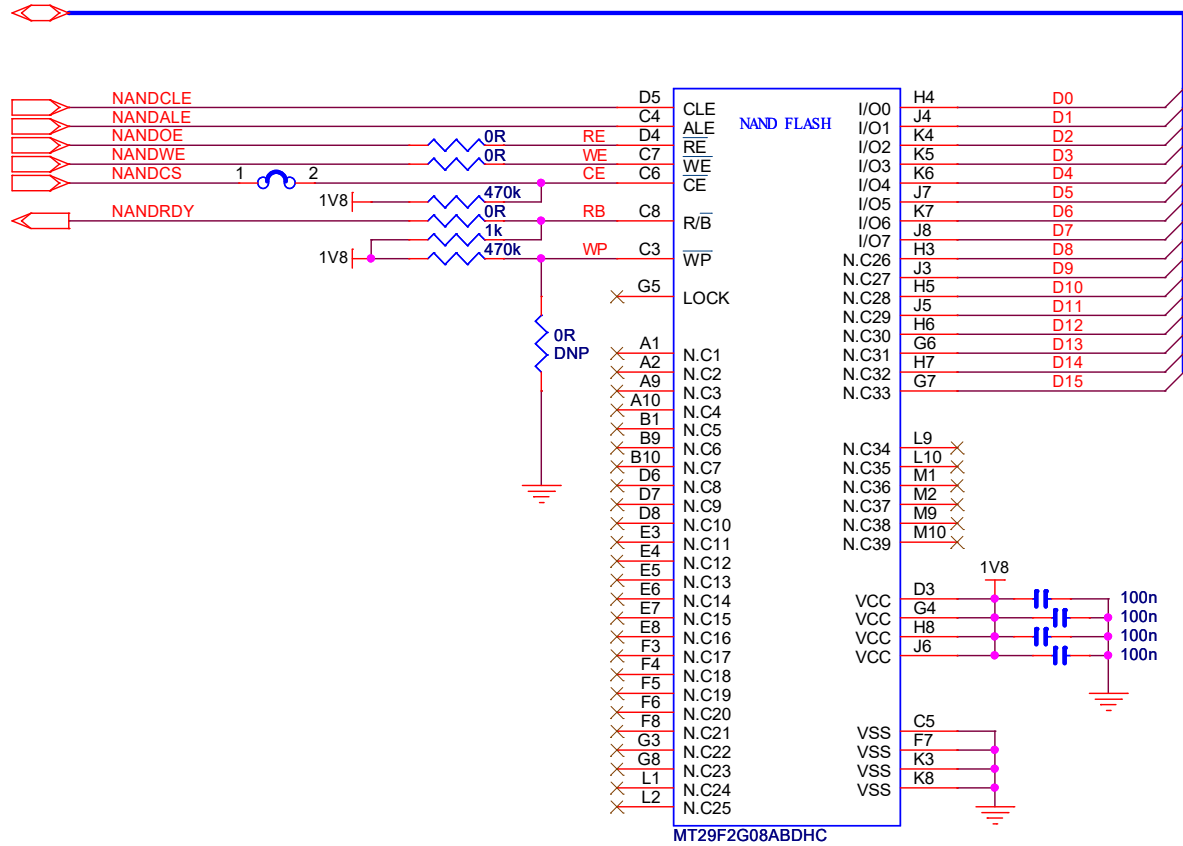 NANDCLE D5 CLE NAND FLASH I/O0 H4 D0
NANDALE C4 ALE I/O1 J4 D1
NANDOE 0R RE D4 RE I/O2 K4 D2
NANDWE 0R WE C7 WE I/O3 K5 D3
NANDCS 1 2 CE C6 CE I/O4 K6 D4
1V8 470k I/O5 J7 D5
NANDRDY 0R RB C8 R/B I/O6 K7 D6
1k I/O7 J8 D7
1V8 470k WP C3 WP N.C26 H3 D8
N.C27 J3 D9
G5 LOCK N.C28 H5 D10
N.C29 J5 D11
0R N.C30 H6 D12
DNP
A1 N.C1 N.C31 G6 D13
A2 N.C2 N.C32 H7 D14
A9 N.C3 N.C33 G7 D15
A10 N.C4
B1 N.C5
B9 N.C6 N.C34 L9
B10 N.C7 N.C35 L10
D6 N.C8 N.C36 M1
D7 N.C9 N.C37 M2
D8 N.C10 N.C38 M9
E3 N.C11 N.C39 M10
E4 N.C12
1V8
E5 N.C13
E6 N.C14 VCC D3 100n
E7 N.C15 VCC G4 100n
E8 N.C16 VCC H8 100n
F3 N.C17 VCC J6 100n
F4 N.C18
F5 N.C19
F6 N.C20
F8 N.C21 VSS C5
G3 N.C22 VSS F7
G8 N.C23 VSS K3
L1 N.C24 VSS K8
L2 N.C25
MT29F2G08ABDHC